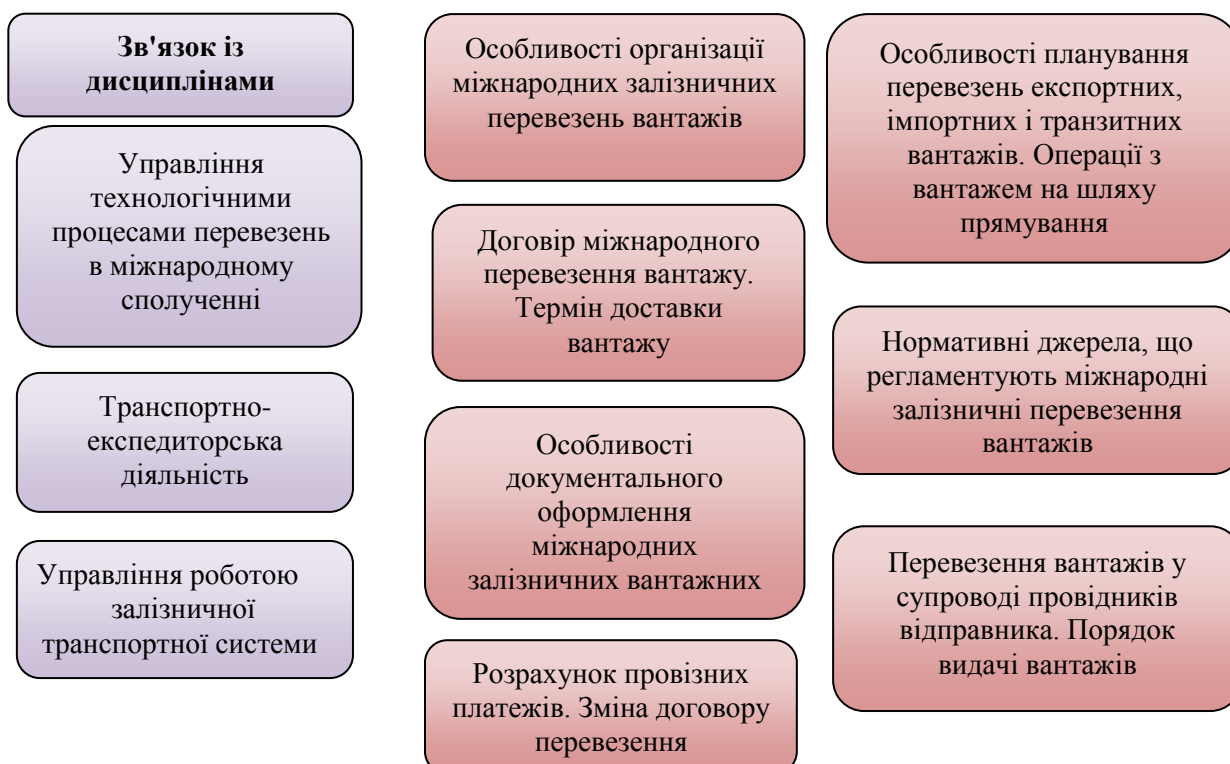 Зв'язок із
дисциплінами
Управління
технологічними
процесами перевезень
в міжнародному
сполученні
Транспортно-
експедиторська
діяльність
Управління роботою
залізничної
транспортної системи
Особливості організації
міжнародних залізничних
перевезень вантажів
Договір міжнародного
перевезення вантажу.
Термін доставки
вантажу
Особливості
документального
оформлення
міжнародних
залізничних вантажних
Розрахунок провізних
платежів. Зміна договору
перевезення
Особливості планування
перевезень експортних,
імпортних і транзитних
вантажів. Операції з
вантажем на шляху
прямування
Нормативні джерела, що
регламентують міжнародні
залізничні перевезення
вантажів
Перевезення вантажів у
супроводі провідників
відправника. Порядок
видачі вантажів